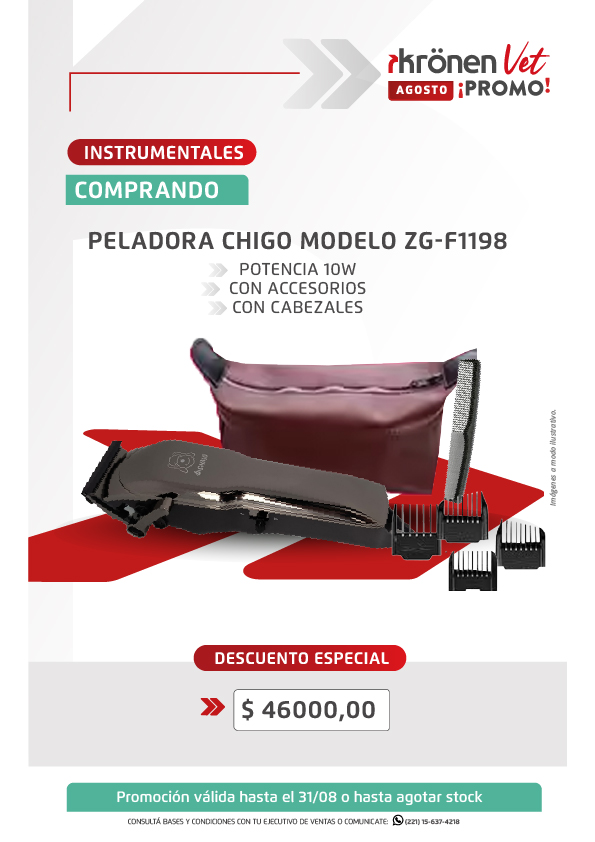 krönen Vet
AGOSTO ¡PROMO!
INSTRUMENTALES
COMPRANDO
PELADORA CHIGO MODELO ZG-F1198
POTENCIA 10W
CON ACCESORIOS
CON CABEZALES
CHIGO
Imágenes a modo ilustrativo.
DESCUENTO ESPECIAL
$ 46000,00
Promoción válida hasta el 31/08 o hasta agotar stock
CONSULTÁ BASES Y CONDICIONES CON TU EJECUTIVO DE VENTAS O COMUNICATE: (221) 15-637-4218